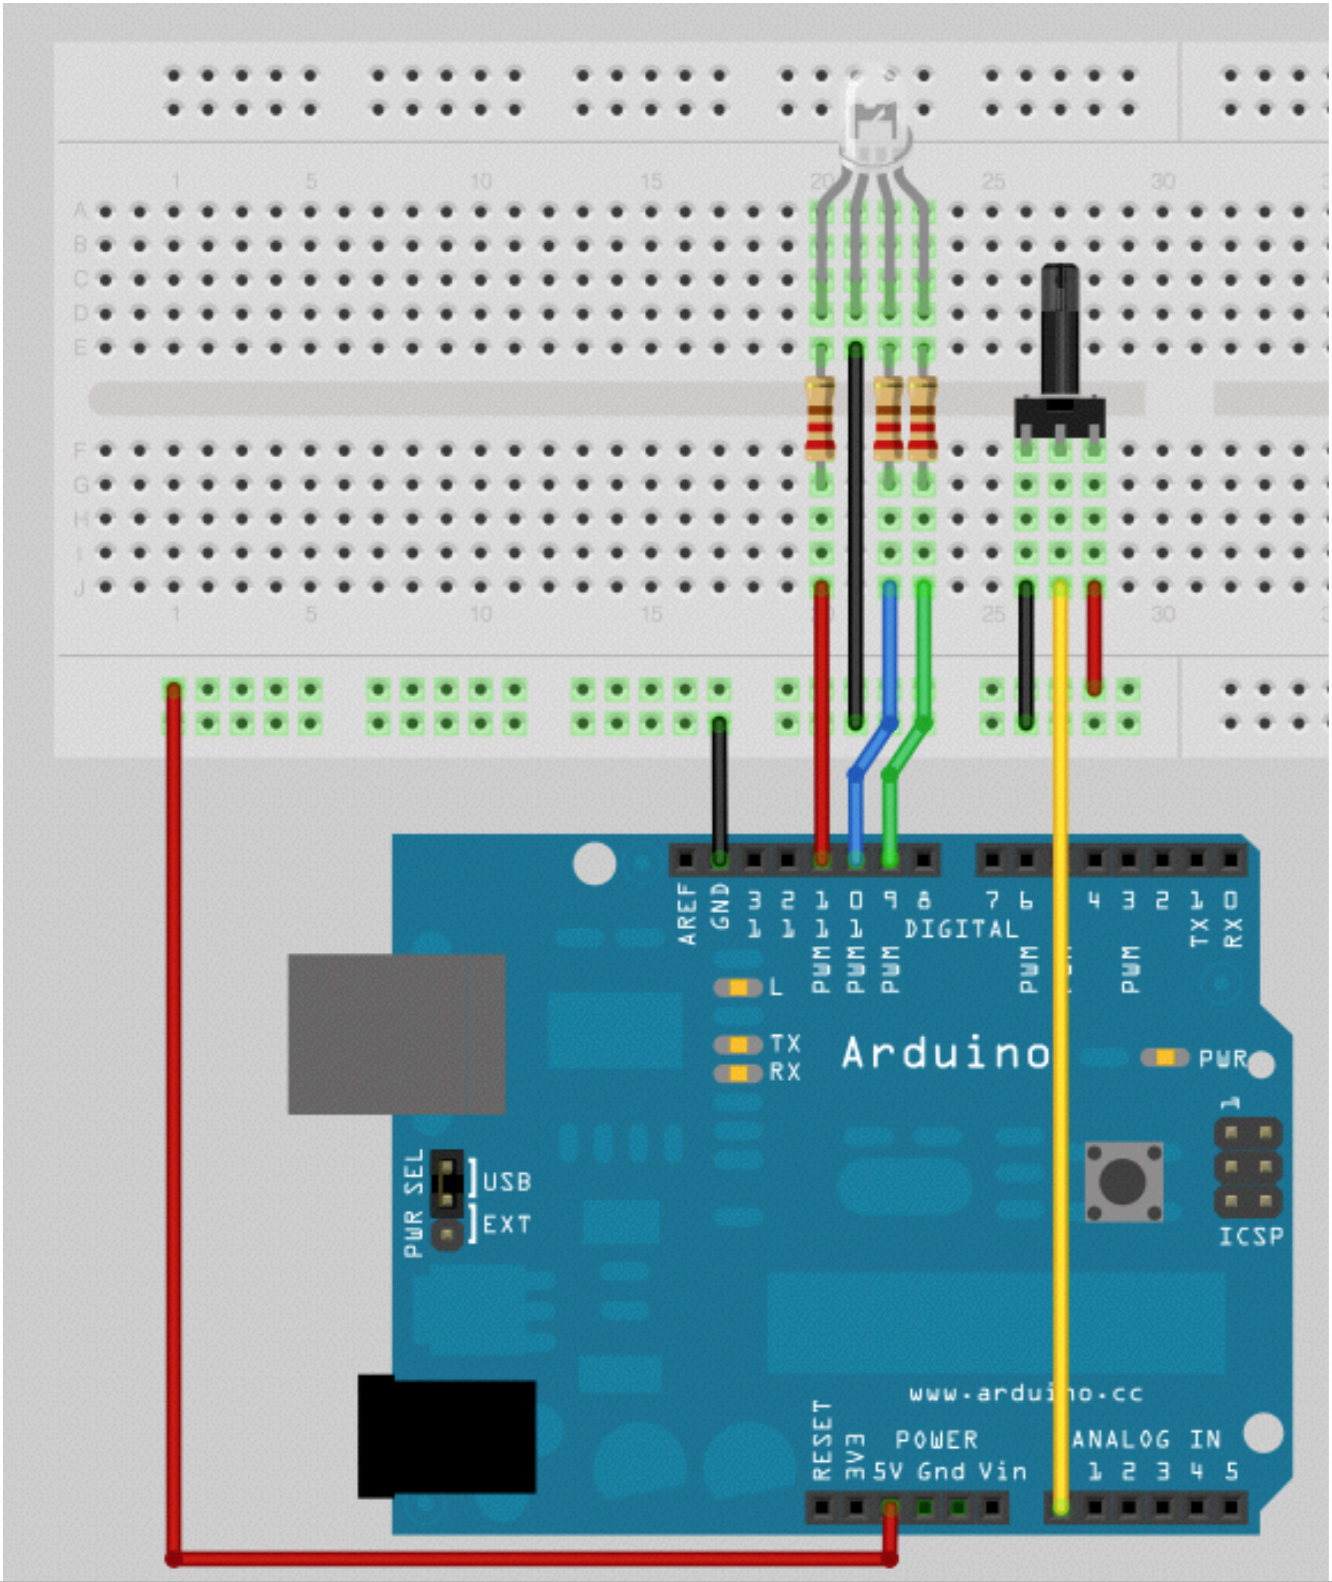 1 5 10 15 20 25 30
A
B
C
D
E
F
G
H
I
J
1 5 10 15 25 30
AREF GND 13 12 11 10 9 8 7 6 4 3 2 1 0
TX RX
DIGITAL
PWM PWM PWM PWM PWM
L
TX
RX
Arduino
PWR
1
PWR SEL
USB
EXT
ICSP
www.arduino.cc
RESET 3V3
POWER
ANALOG IN
5V Gnd Vin
1 2 3 4 5